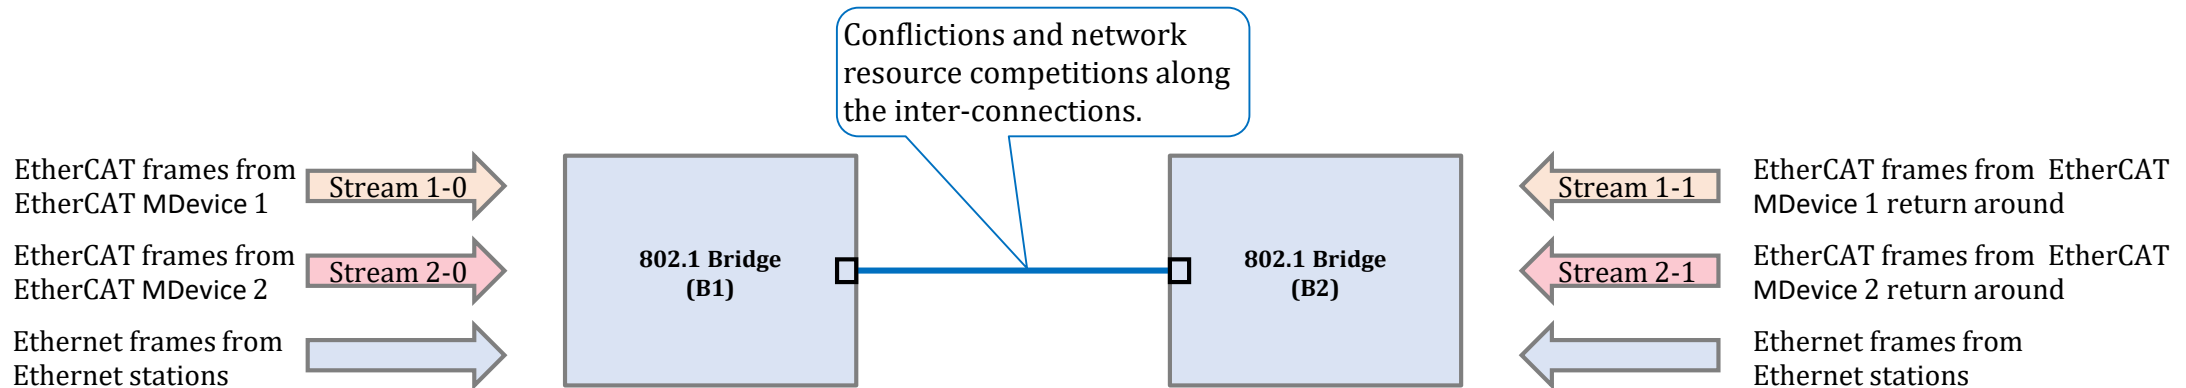 Conflictions and network
resource competitions along
the inter-connections.
EtherCAT frames from
EtherCAT MDevice 1
Stream 1-0
EtherCAT frames from
EtherCAT MDevice 2
Stream 2-0
Ethernet frames from
Ethernet stations
802.1 Bridge
(B1)
802.1 Bridge
(B2)
Stream 1-1
EtherCAT frames from  EtherCAT
MDevice 1 return around
Stream 2-1
EtherCAT frames from  EtherCAT
MDevice 2 return around
Ethernet frames from
Ethernet stations